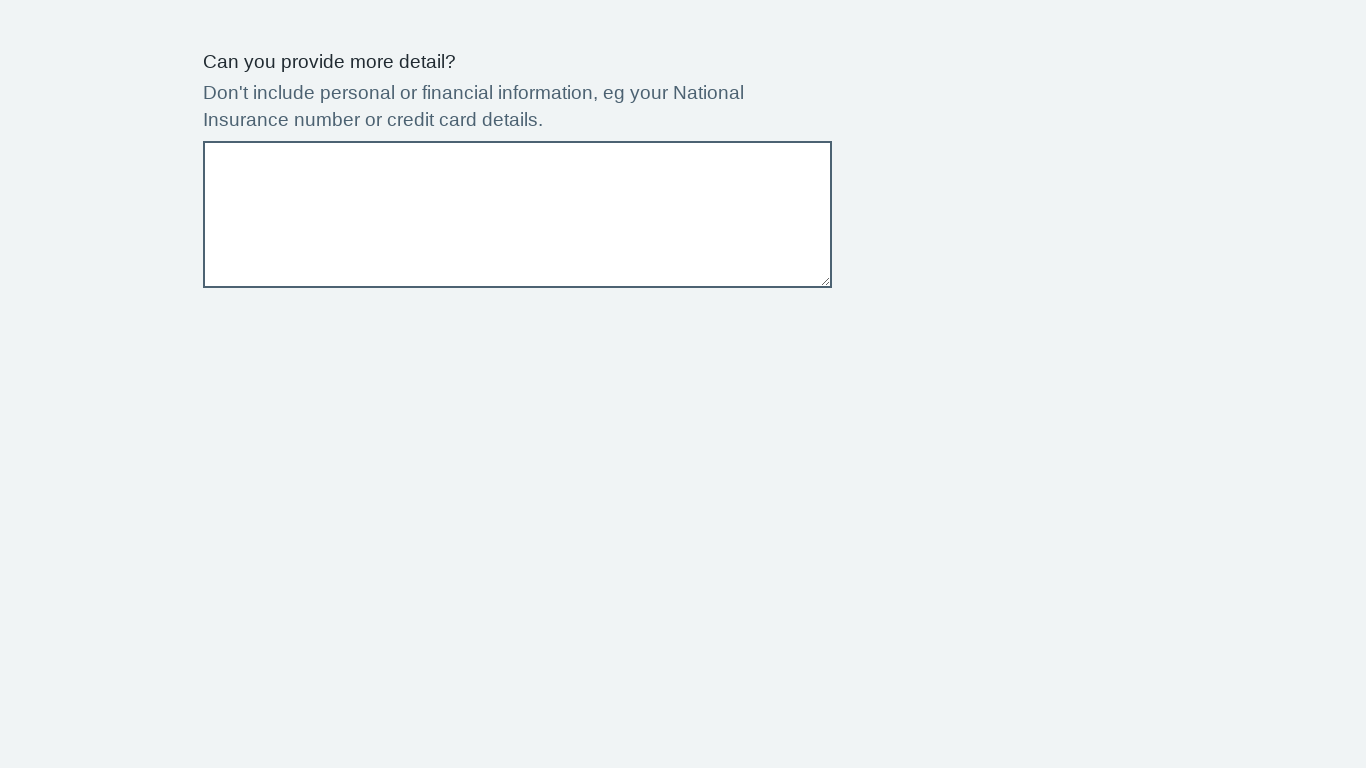 Can you provide more detail?
Don't include personal or financial information, eg your National
Insurance number or credit card details.